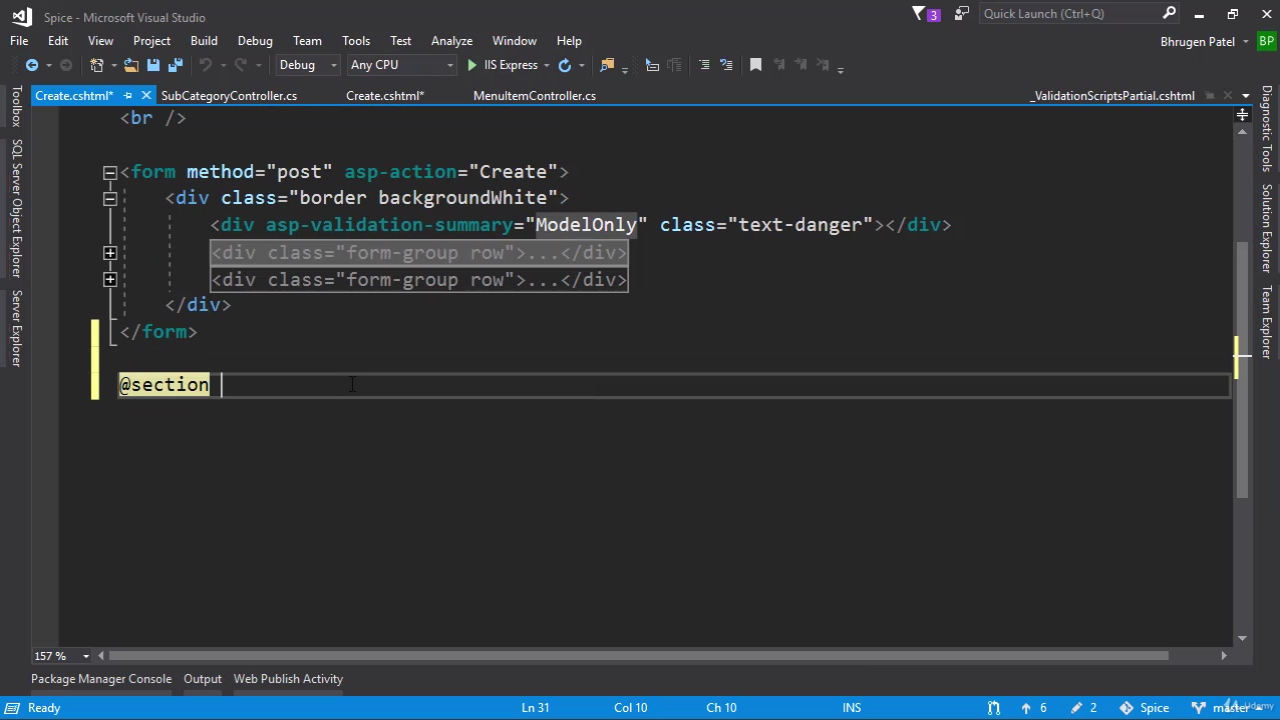 Spice - Microsoft Visual Studio
3
Quick Launch (Ctrl+Q)
File Edit View Project Build Debug Team Tools Test Analyze Window Help
Bhrugen Patel BP
Debug Any CPU IIS Express
Create.cshtml* SubCategoryController.cs Create.cshtml* MenuItemController.cs _ValidationScriptsPartial.cshtml
Toolbox
SQL Server Object Explorer
Server Explorer
Diagnostic Tools
Team Explorer
<br />
<form method="post" asp-action="Create">
<div class="border backgroundWhite">
<div asp-validation-summary="ModelOnly" class="text-danger"></div>
<div class="form-group row">...</div>
<div class="form-group row">...</div>
</div>
</form>
@section
157 %
Package Manager Console Output Web Publish Activity
Ready Ln 31 Col 10 Ch 10 INS 6 2 Spice master
Udemy